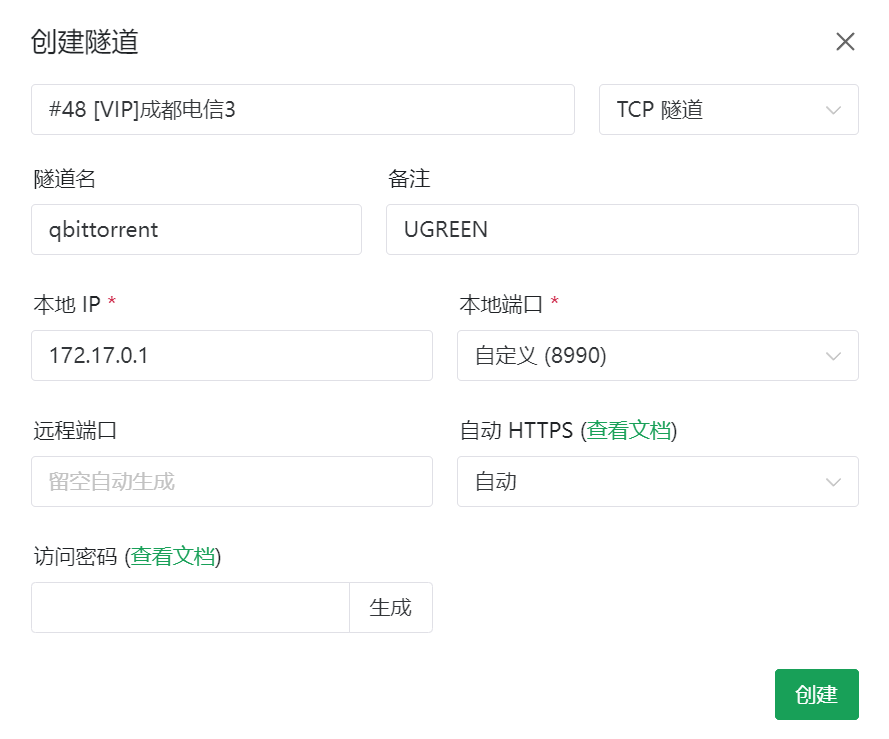 创建隧道
#48 [VIP]成都电信3
TCP 隧道
隧道名
备注
qbittorrent
UGREEN
本地 IP *
本地端口 *
172.17.0.1
自定义 (8990)
远程端口
自动 HTTPS (查看文档)
留空自动生成
自动
访问密码 (查看文档)
生成
创建